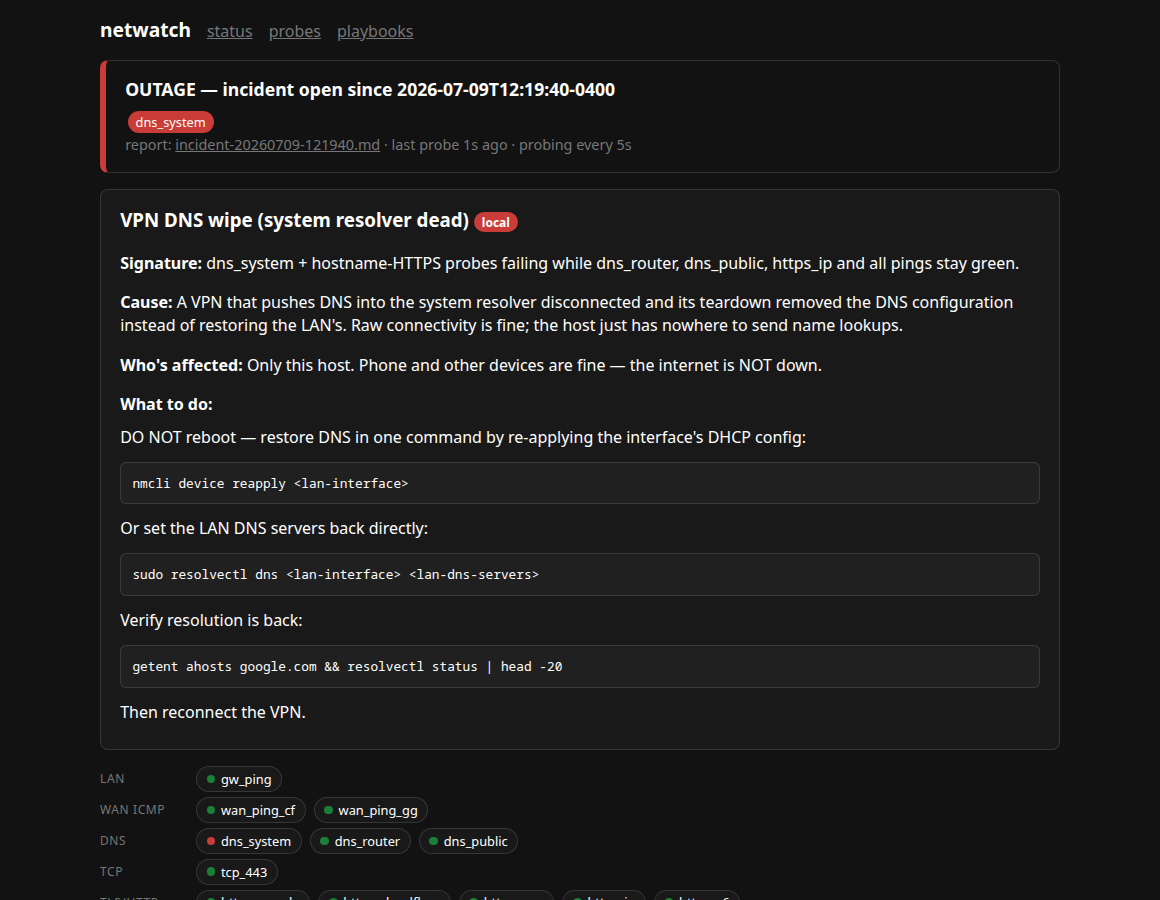 netwatch status probes playbooks
OUTAGE — incident open since 2026-07-09T12:19:40-0400
dns_system
report: incident-20260709-121940.md · last probe 1s ago · probing every 5s
VPN DNS wipe (system resolver dead) local
Signature: dns_system + hostname-HTTPS probes failing while dns_router, dns_public, https_ip and all pings stay green.
Cause: A VPN that pushes DNS into the system resolver disconnected and its teardown removed the DNS configuration
instead of restoring the LAN's. Raw connectivity is fine; the host just has nowhere to send name lookups.
Who's affected: Only this host. Phone and other devices are fine — the internet is NOT down.
What to do:
DO NOT reboot — restore DNS in one command by re-applying the interface's DHCP config:
nmcli device reapply <lan-interface>
Or set the LAN DNS servers back directly:
sudo resolvectl dns <lan-interface> <lan-dns-servers>
Verify resolution is back:
getent ahosts google.com && resolvectl status | head -20
Then reconnect the VPN.
LAN gw_ping
WAN ICMP wan_ping_cf wan_ping_gg
DNS dns_system dns_router dns_public
TCP tcp_443